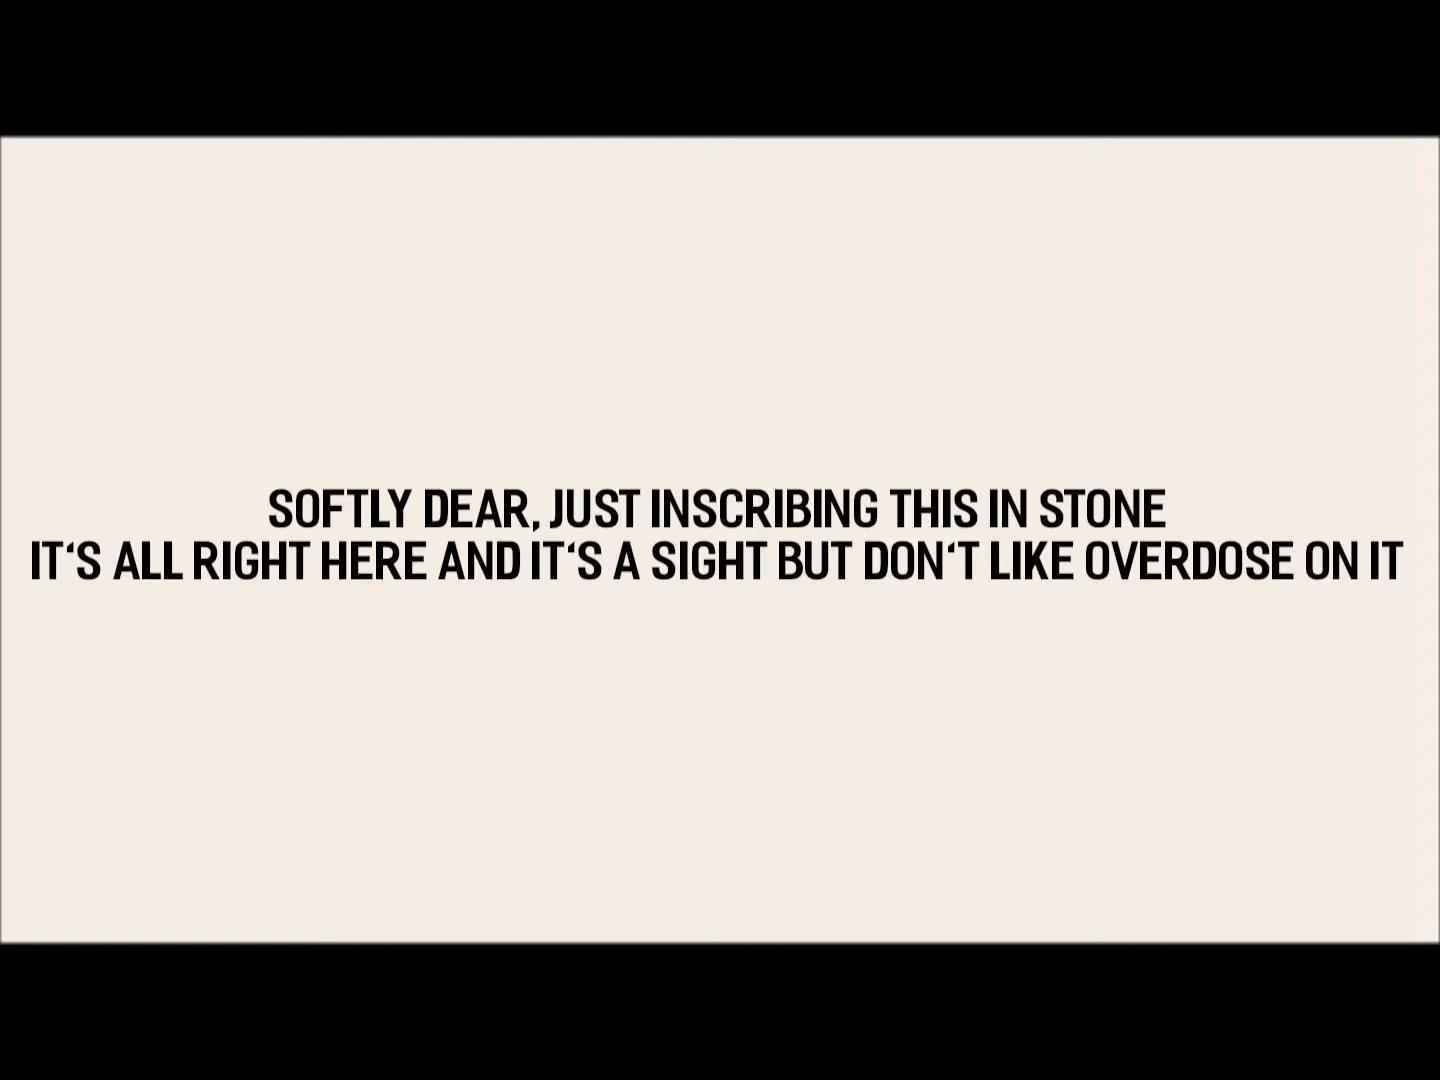 SOFTLY DEAR, JUST INSCRIBING THIS IN STONE
IT‘S ALL RIGHT HERE AND IT‘S A SIGHT BUT DON‘T LIKE OVERDOSE ON IT